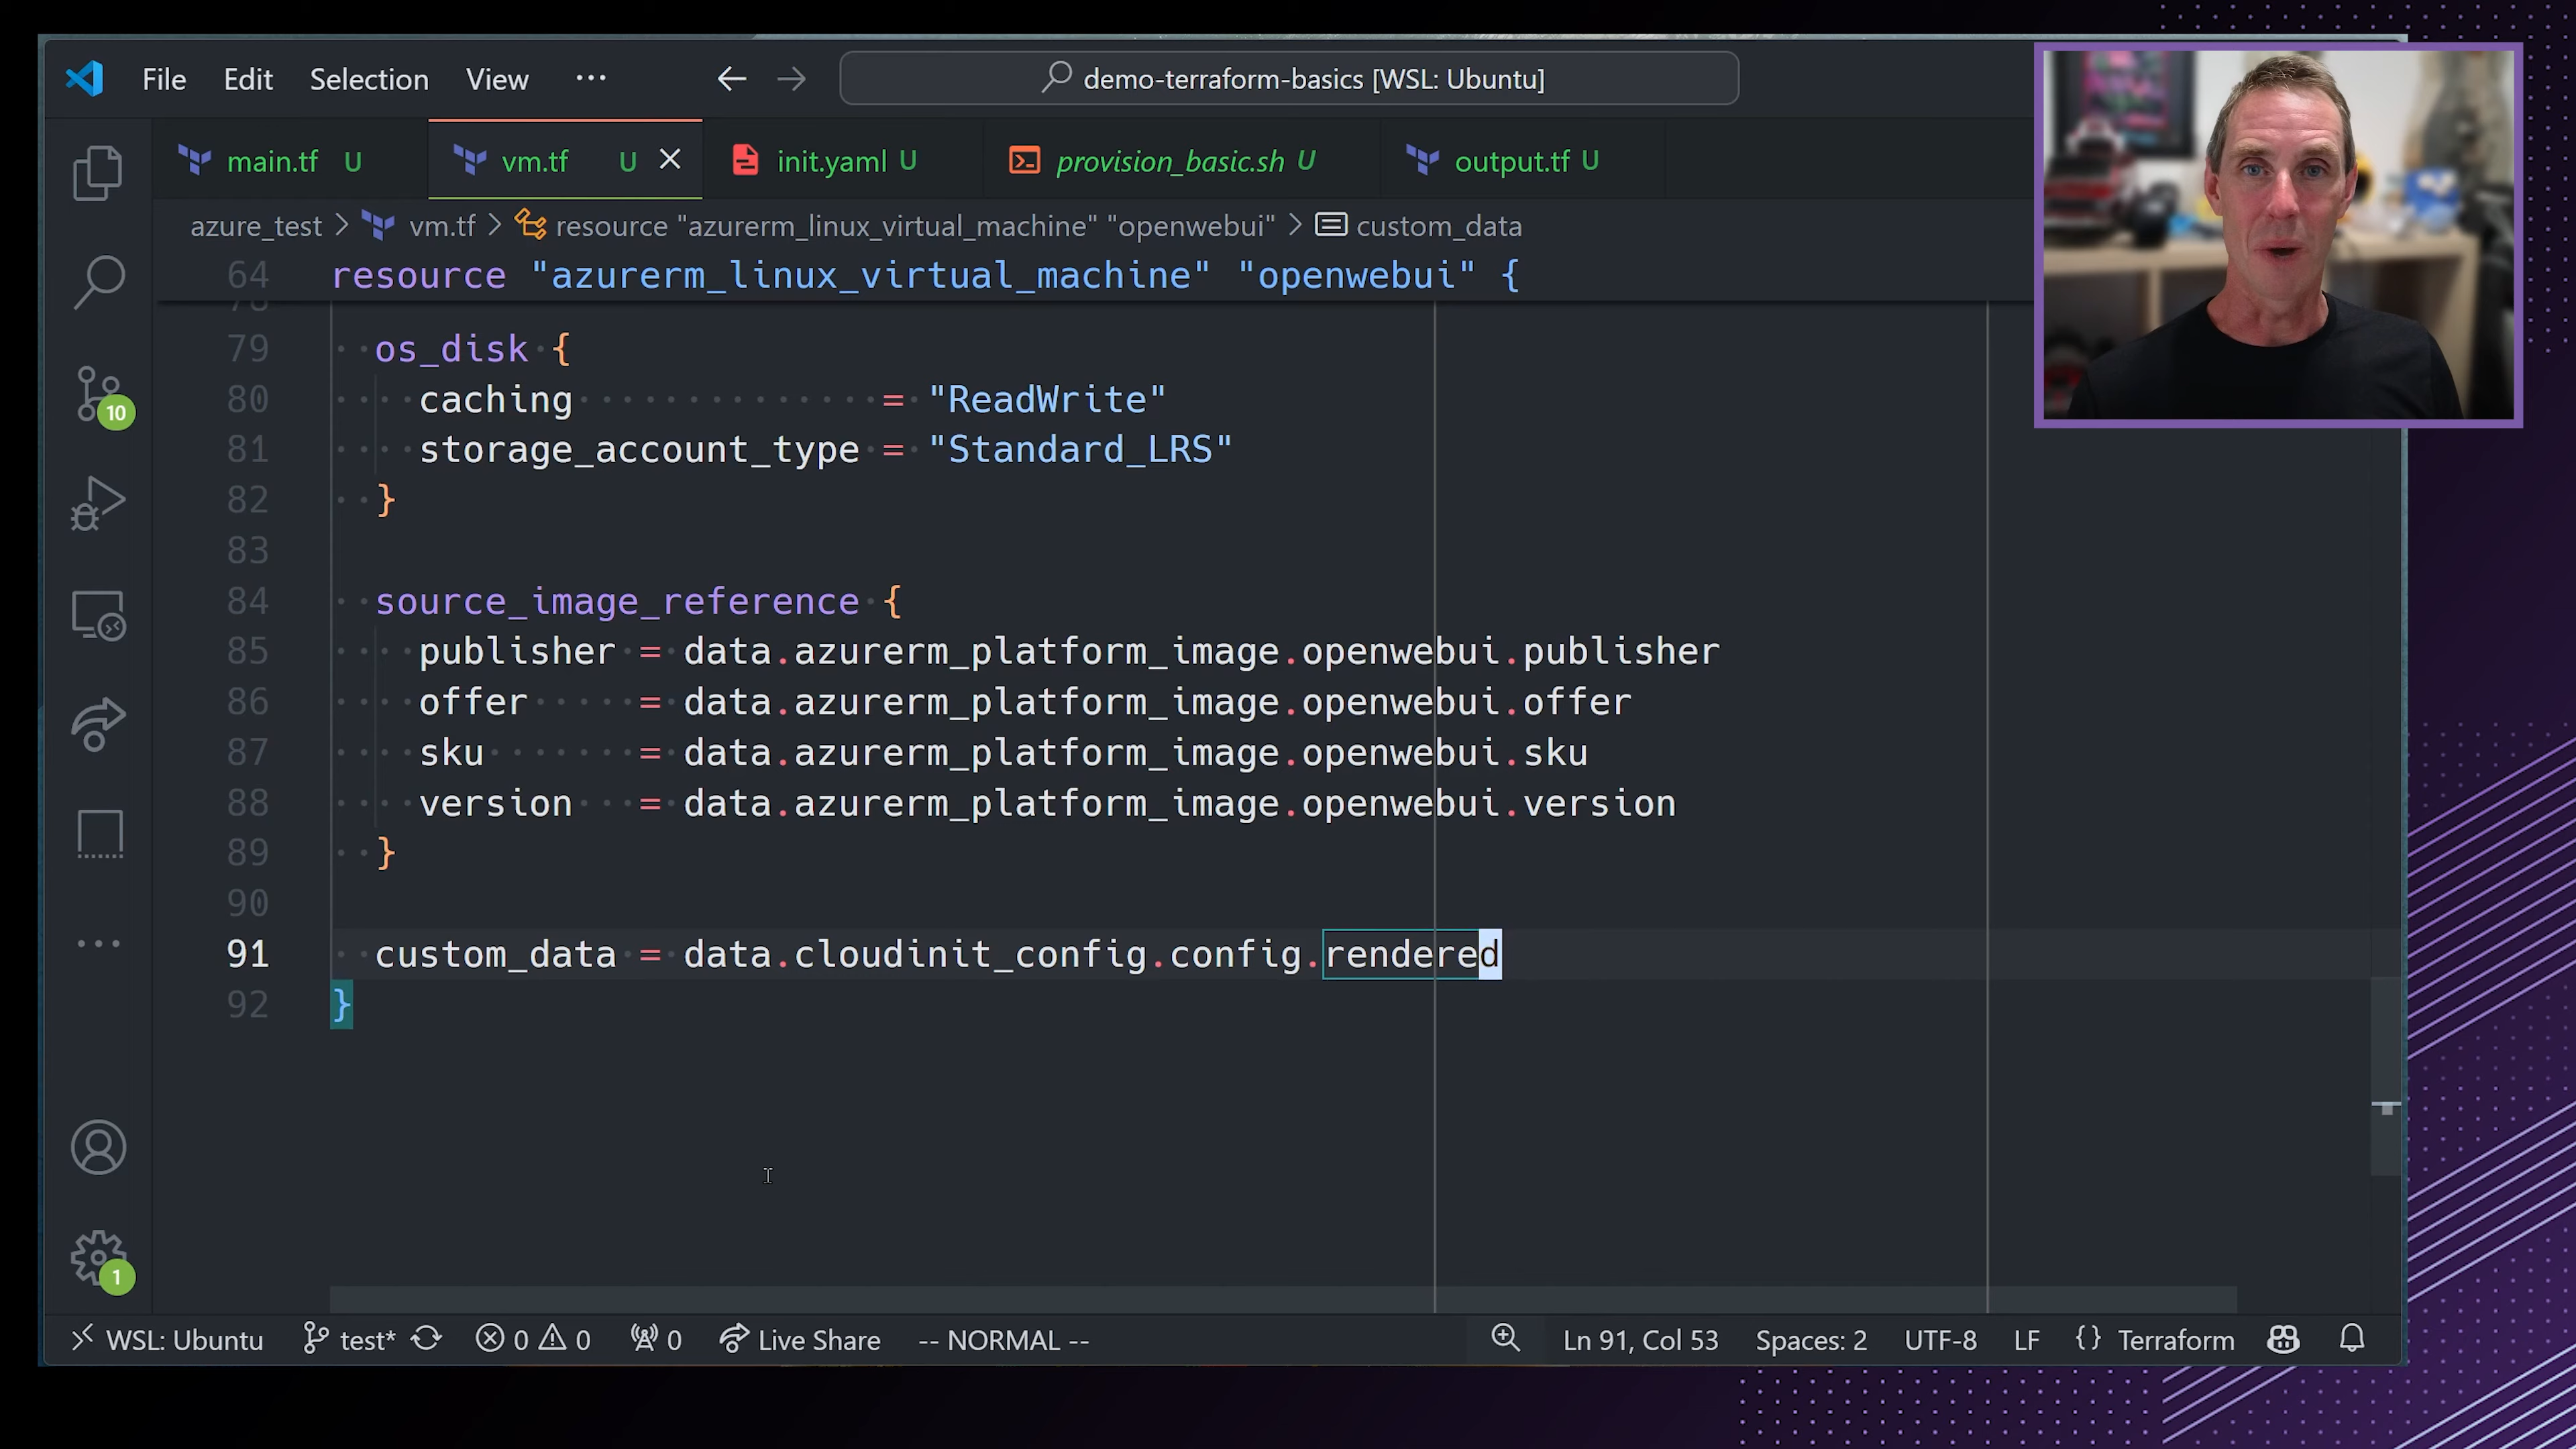 File Edit Selection View ··· demo-terraform-basics [WSL: Ubuntu]
main.tf U vm.tf U init.yaml U provision_basic.sh U output.tf U
azure_test > vm.tf > resource "azurerm_linux_virtual_machine" "openwebui" > custom_data
64 resource "azurerm_linux_virtual_machine" "openwebui" {
79 os_disk {
80 caching = "ReadWrite"
81 storage_account_type = "Standard_LRS"
82 }
83
84 source_image_reference {
85 publisher = data.azurerm_platform_image.openwebui.publisher
86 offer = data.azurerm_platform_image.openwebui.offer
87 sku = data.azurerm_platform_image.openwebui.sku
88 version = data.azurerm_platform_image.openwebui.version
89 }
90
91 custom_data = data.cloudinit_config.config.rendered
92 }
10
1
WSL: Ubuntu test* 0 0 0 Live Share -- NORMAL -- Ln 91, Col 53 Spaces: 2 UTF-8 LF {} Terraform